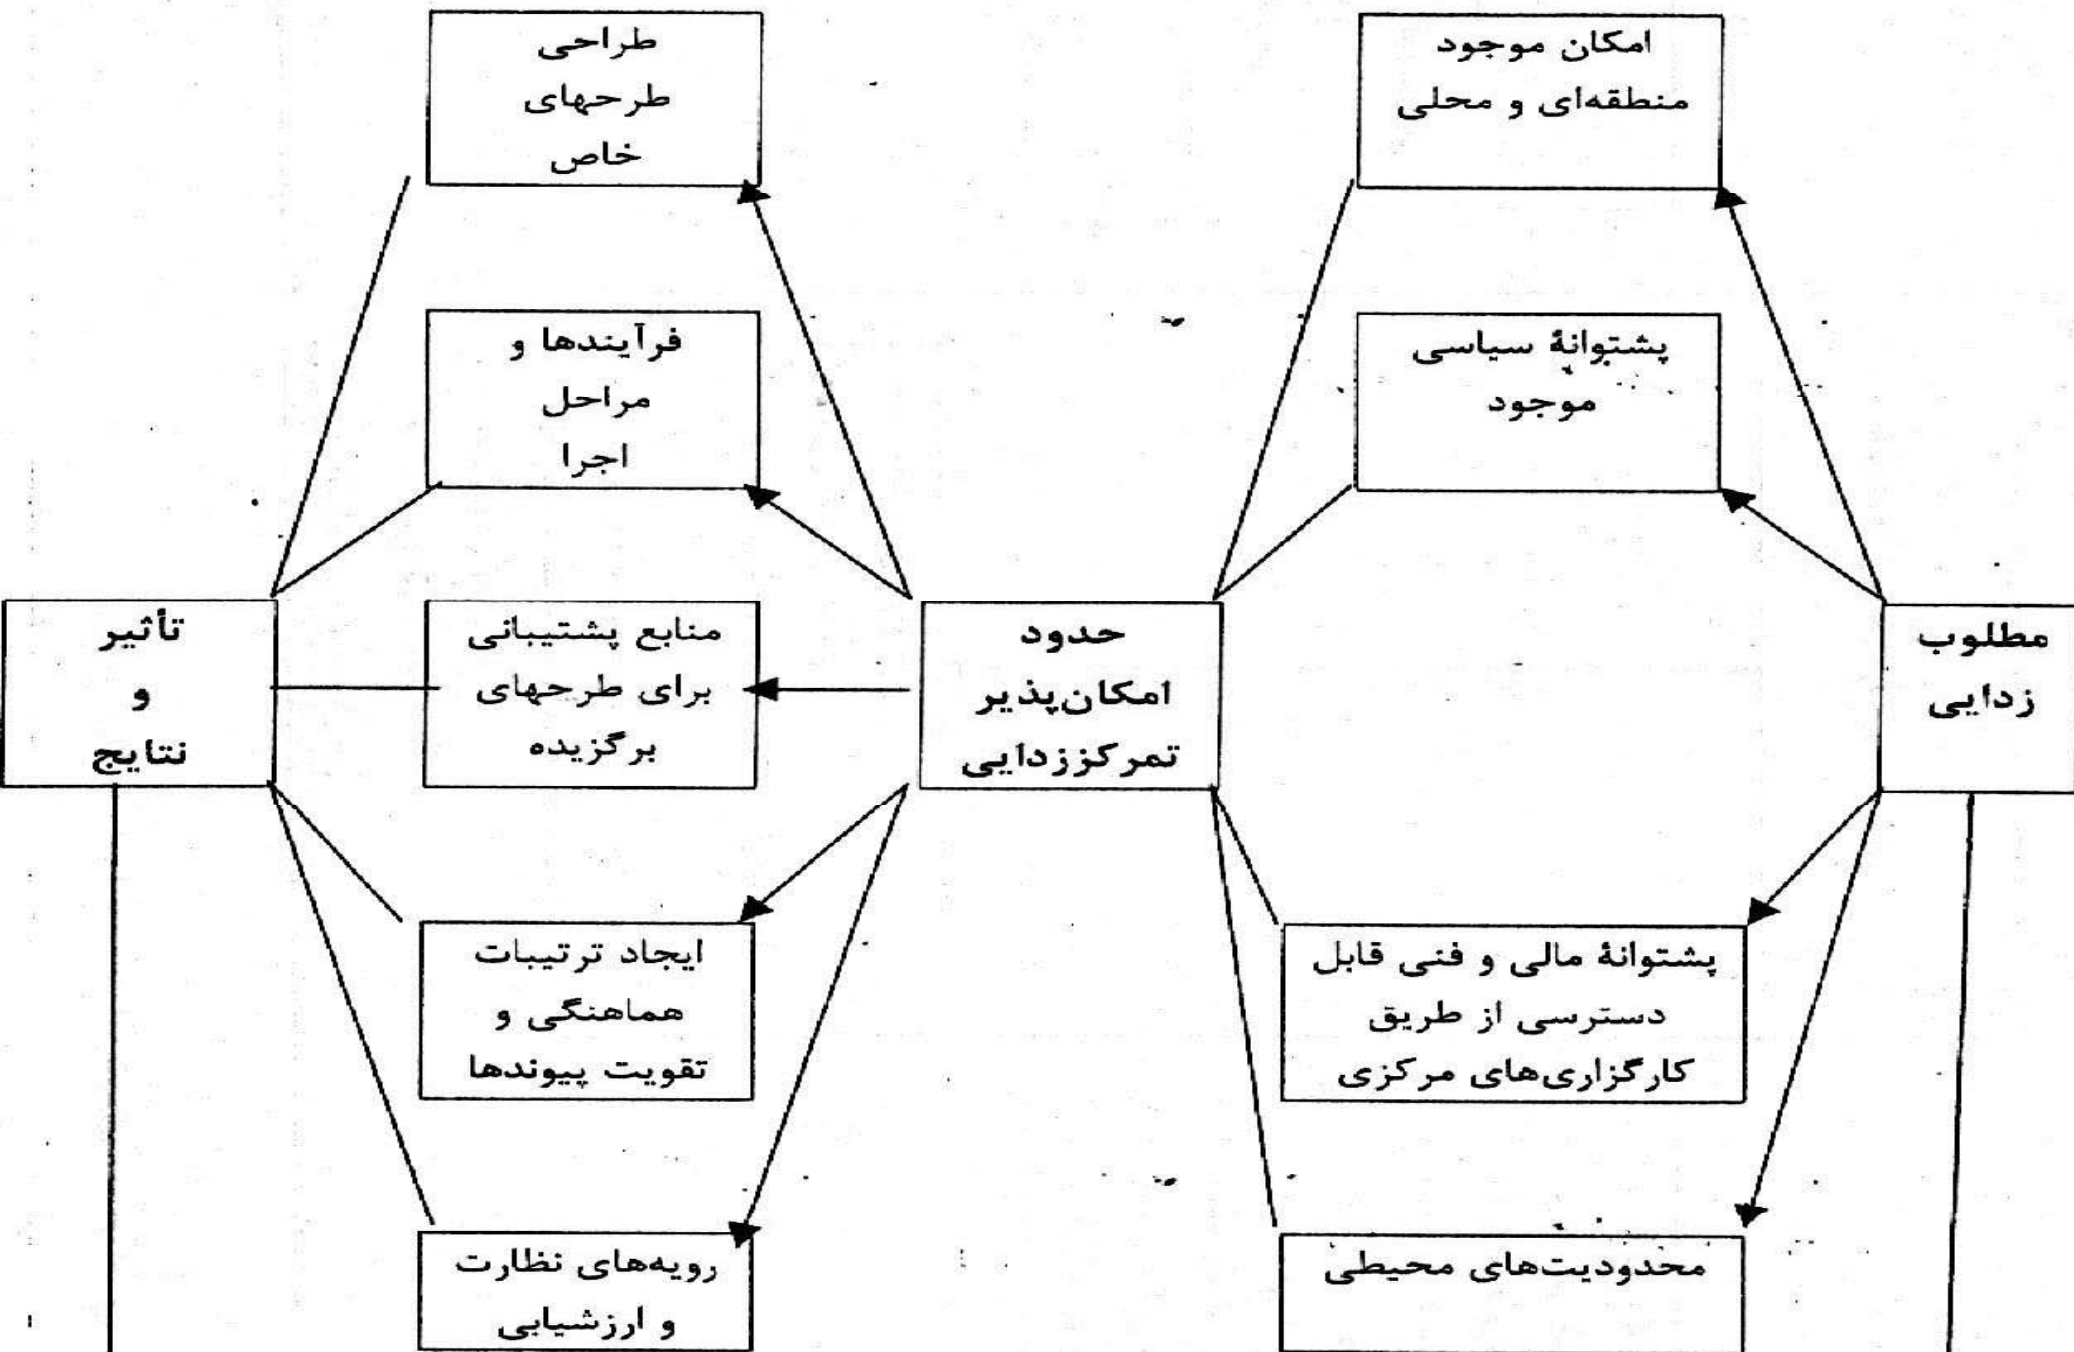 امکان موجود
منطقه‌ای و محلی
پشتوانهٔ سیاسی
موجود
مطلوب
زدایی
پشتوانهٔ مالی و فنی قابل
دسترسی از طریق
کارگزاری‌های مرکزی
محدودیت‌های محیطی
حدود
امکان‌پذیر
تمرکززدایی
طراحی
طرحهای
خاص
فرآیندها و
مراحل
اجرا
منابع پشتیبانی
برای طرحهای
برگزیده
ایجاد ترتیبات
هماهنگی و
تقویت پیوندها
رویه‌های نظارت
و ارزشیابی
تأثیر
و
نتایج